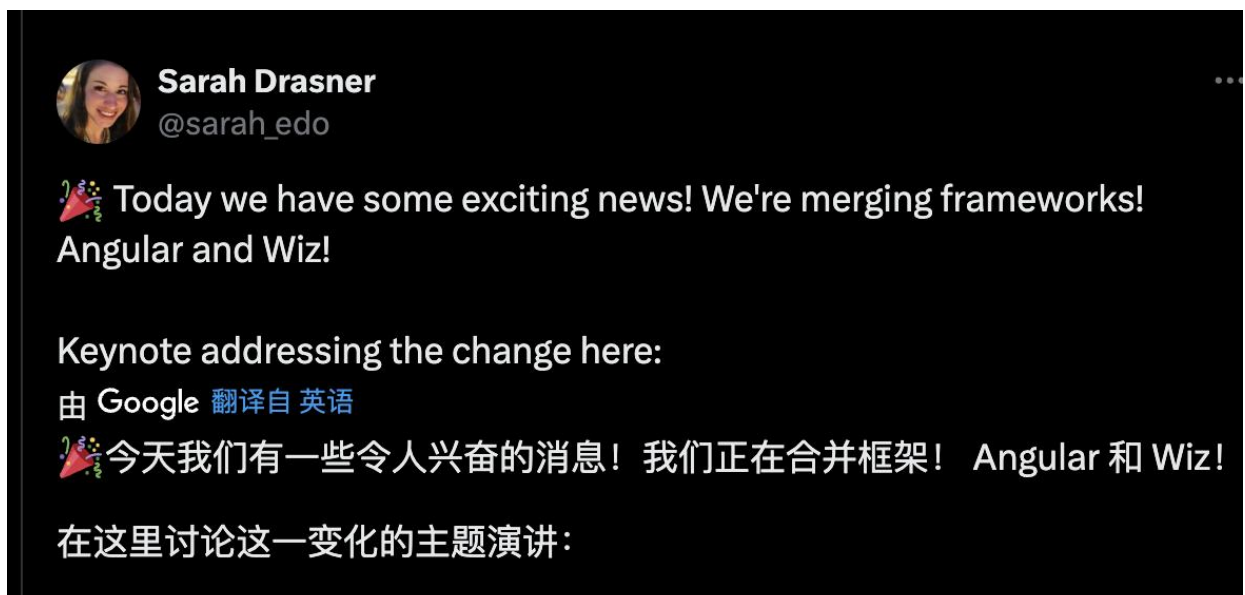 Sarah Drasner
@sarah_edo
🎉 Today we have some exciting news! We're merging frameworks!
Angular and Wiz!
Keynote addressing the change here:
由 Google 翻译自 英语
🎉今天我们有一些令人兴奋的消息！我们正在合并框架！ Angular 和 Wiz！
在这里讨论这一变化的主题演讲：